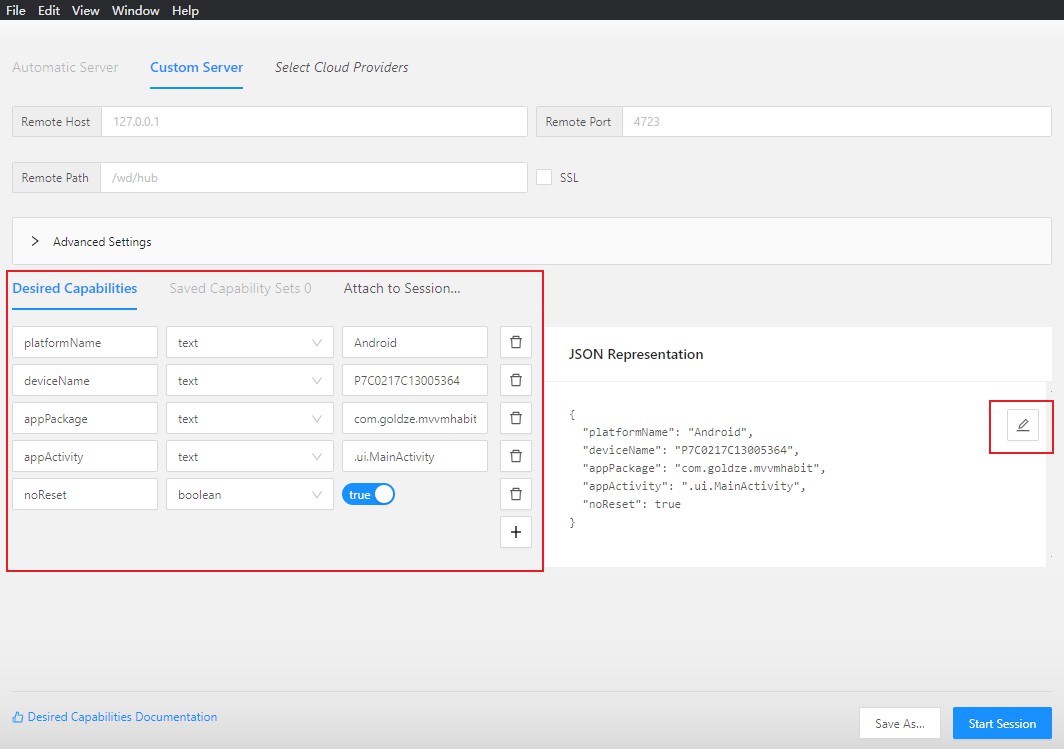 File Edit View Window Help
Automatic Server Custom Server Select Cloud Providers
Remote Host 127.0.0.1 Remote Port 4723
Remote Path /wd/hub SSL
Advanced Settings
Desired Capabilities Saved Capability Sets 0 Attach to Session...
platformName text Android
deviceName text P7C0217C13005364
appPackage text com.goldze.mvvmhabit
appActivity text .ui.MainActivity
noReset boolean true
JSON Representation
{
"platformName": "Android",
"deviceName": "P7C0217C13005364",
"appPackage": "com.goldze.mvvmhabit",
"appActivity": ".ui.MainActivity",
"noReset": true
}
Desired Capabilities Documentation Save As... Start Session